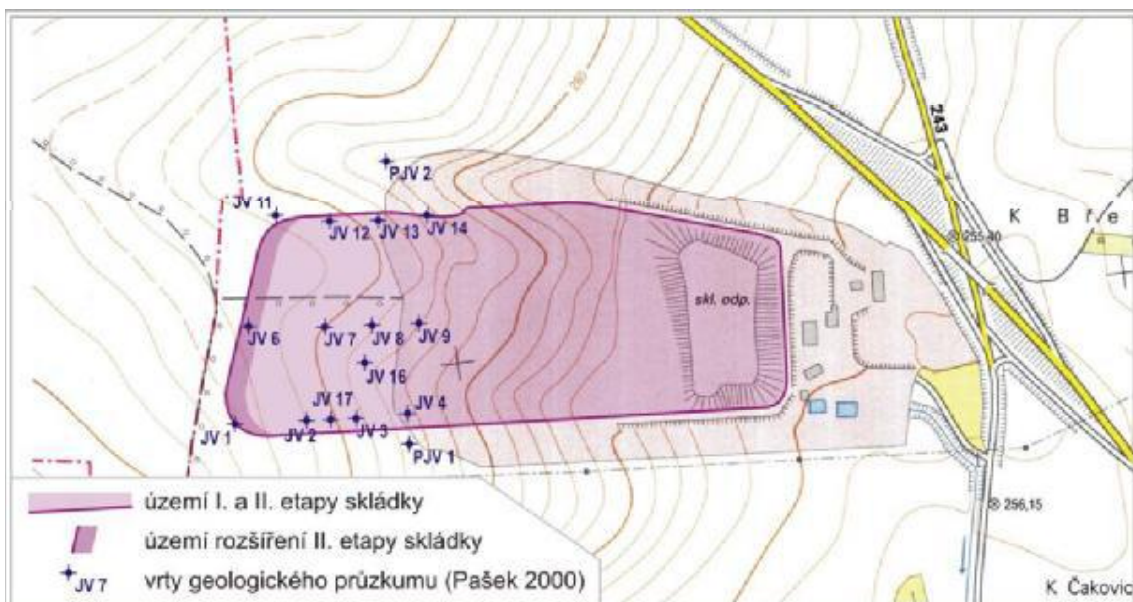 280
243
PJV 2
JV 11
JV 12
JV 13
JV 14
K Bře
255,40
skl. odp.
JV 6
JV 7
JV 8
JV 9
JV 16
JV 17
JV 4
JV 1
JV 2
JV 3
PJV 1
území I. a II. etapy skládky
256,15
území rozšíření II. etapy skládky
JV 7 vrty geologického průzkumu (Pašek 2000)
K Čakovic